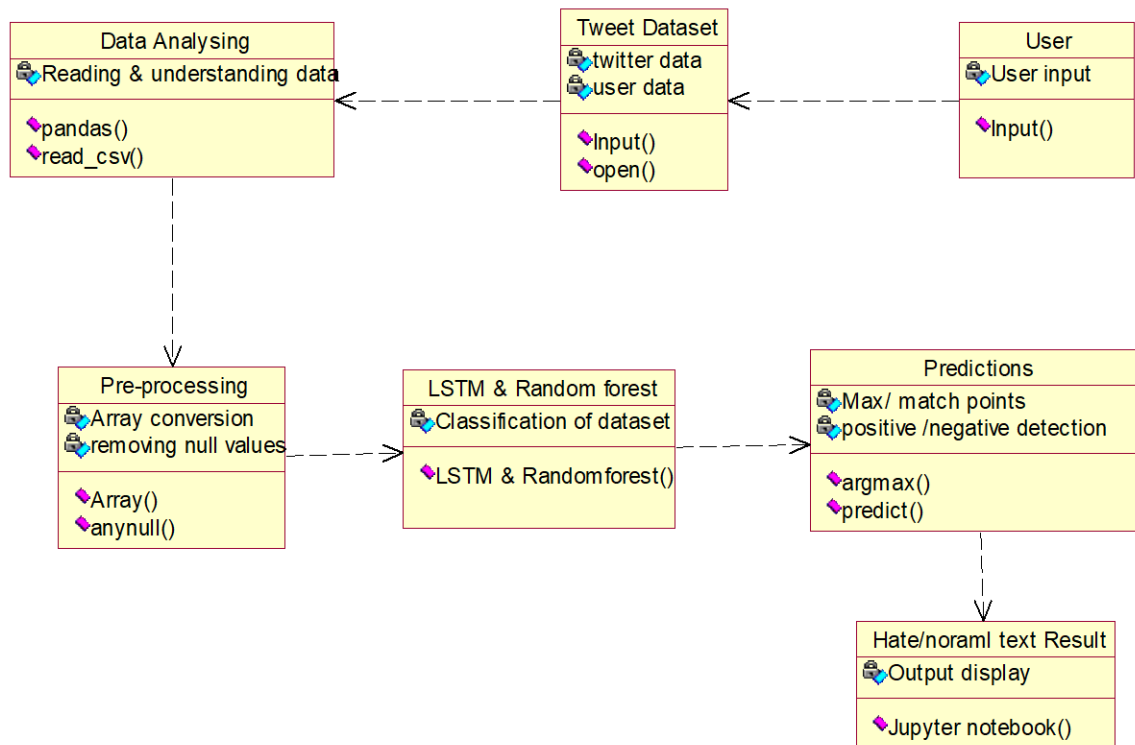 Data Analysing
Reading & understanding data
pandas()
read_csv()
Tweet Dataset
twitter data
user data
Input()
open()
User
User input
Input()
Pre-processing
Array conversion
removing null values
Array()
anynull()
LSTM & Random forest
Classification of dataset
LSTM & Randomforest()
Predictions
Max/ match points
positive /negative detection
argmax()
predict()
Hate/noraml text Result
Output display
Jupyter notebook()